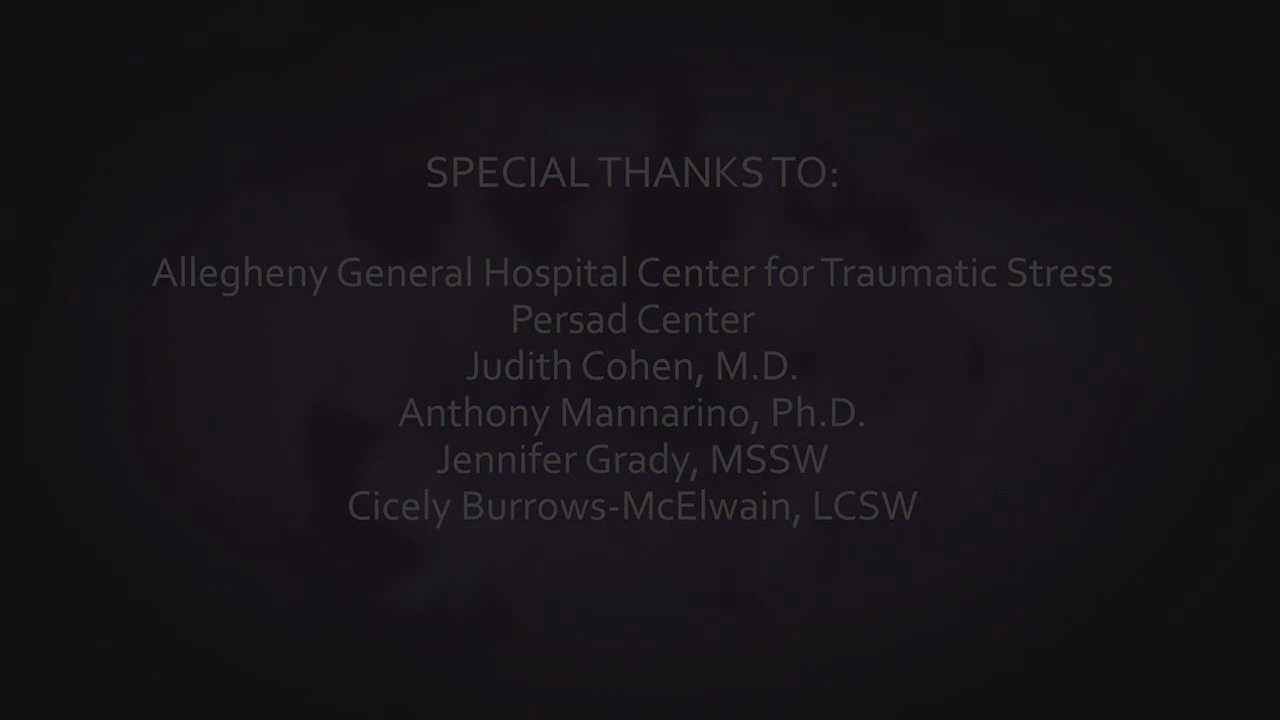 SPECIAL THANKS TO:
Allegheny General Hospital Center for Traumatic Stress
Persad Center
Judith Cohen, M.D.
Anthony Mannarino, Ph.D.
Jennifer Grady, MSSW
Cicely Burrows-McElwain, LCSW